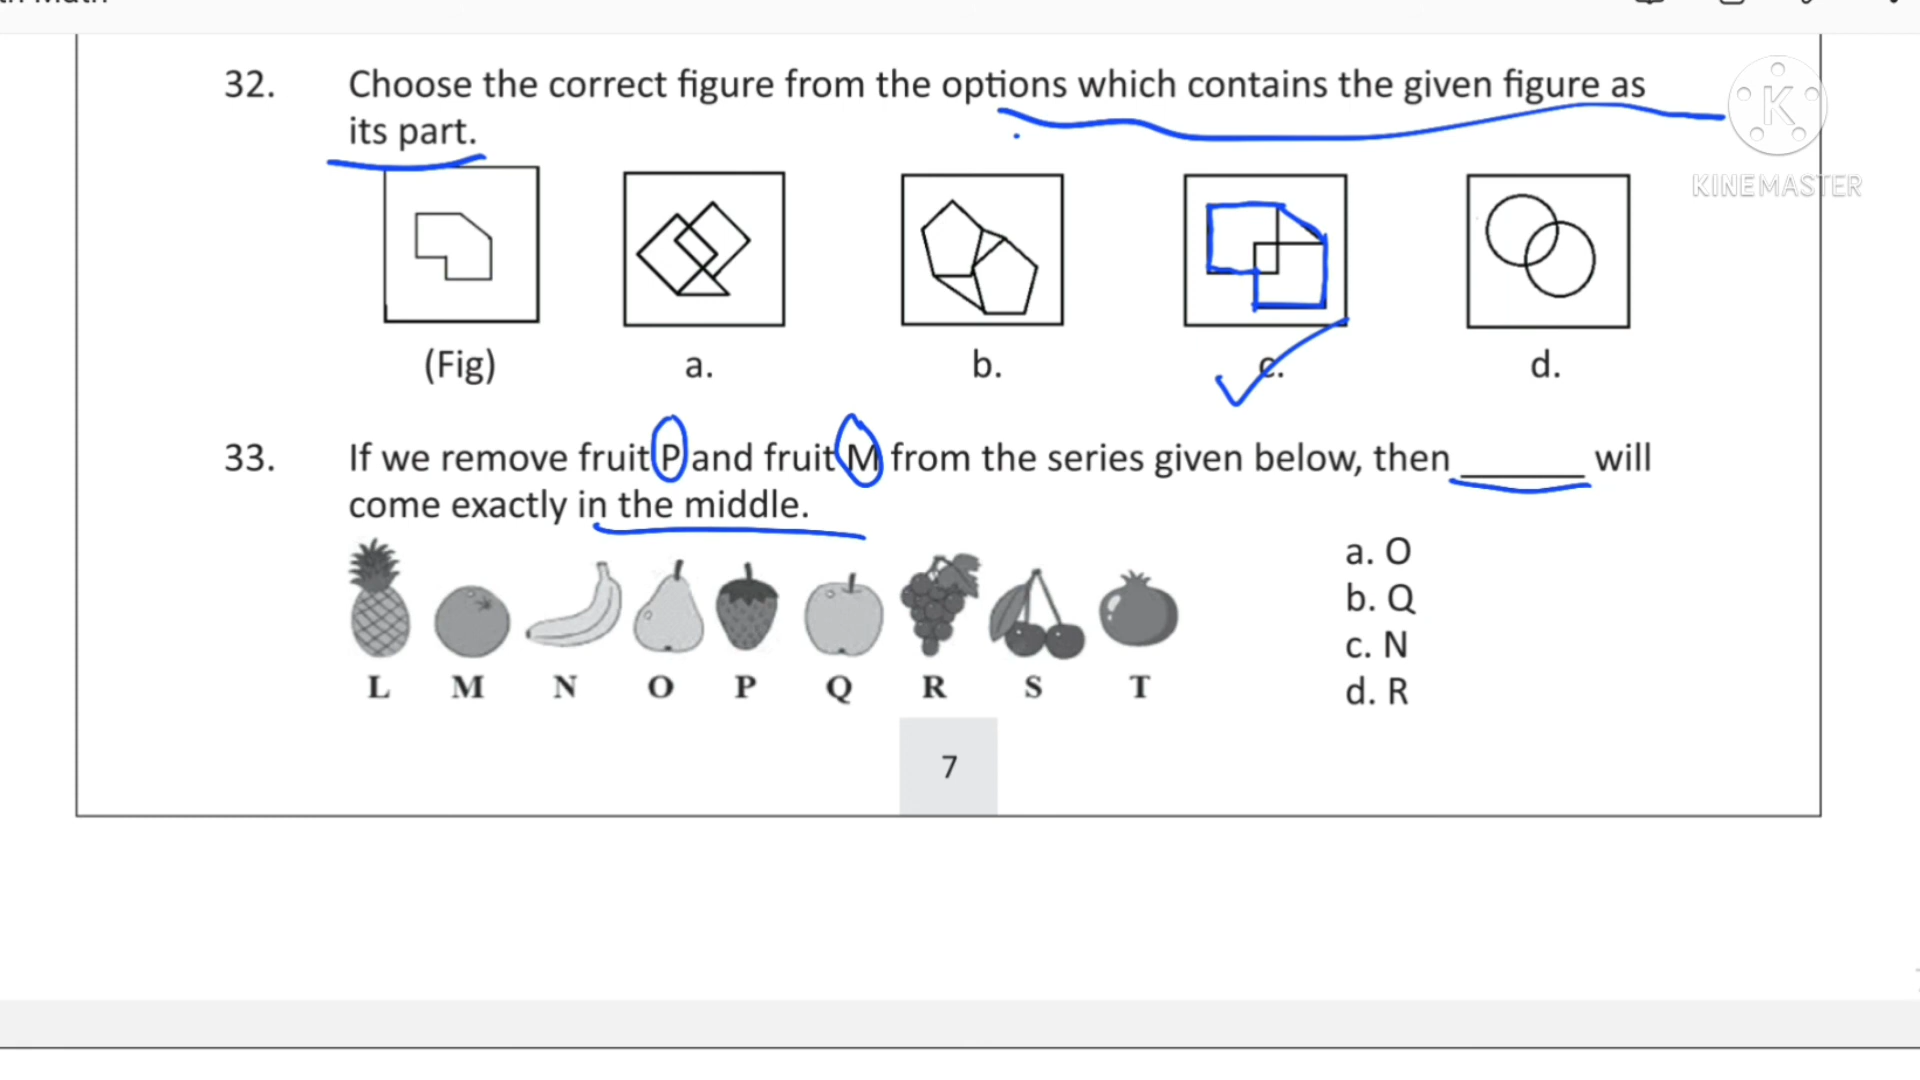 32. Choose the correct figure from the options which contains the given figure as
its part.
K
KINEMASTER
(Fig) a. b. c. d.
33. If we remove fruit P and fruit M from the series given below, then ______ will
come exactly in the middle.
a. O
b. Q
c. N
d. R
L M N O P Q R S T
7